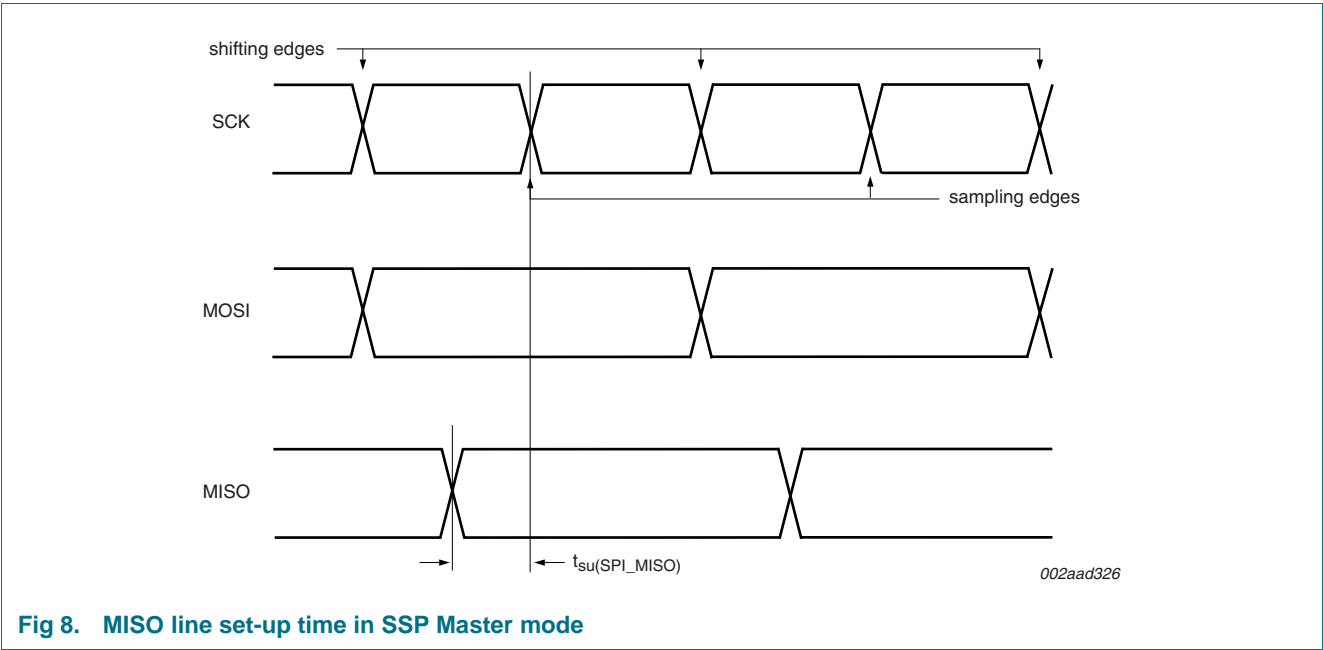 shifting edges
SCK
sampling edges
MOSI
MISO
tsu(SPI_MISO)
002aad326
Fig 8. MISO line set-up time in SSP Master mode